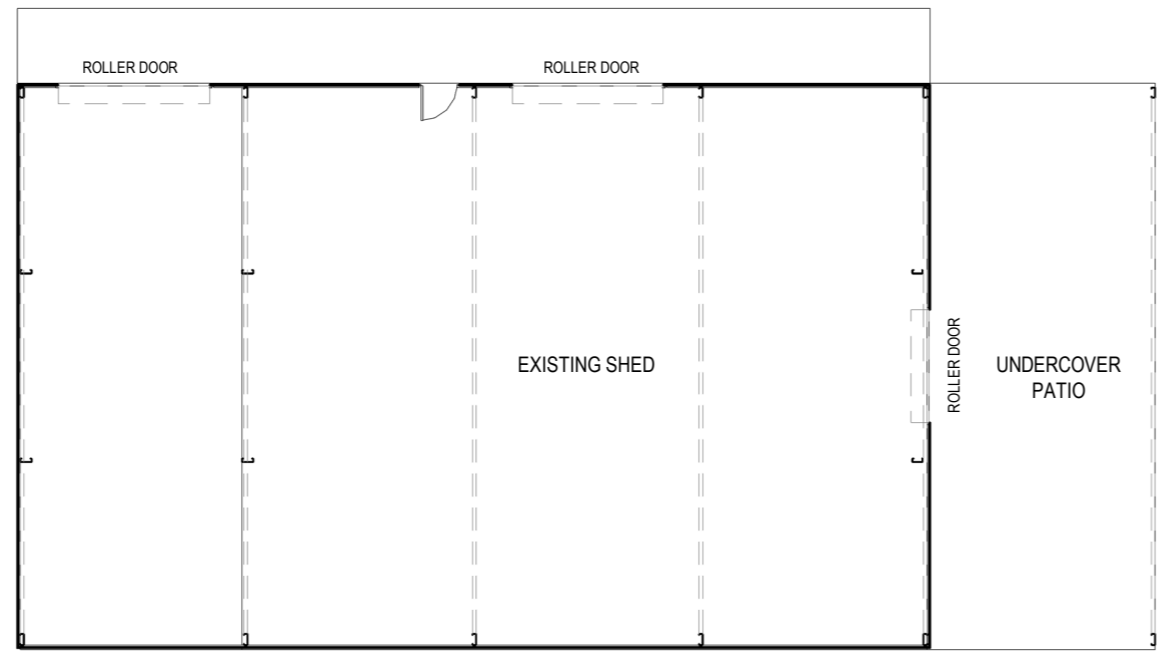 ROLLER DOOR
ROLLER DOOR
EXISTING SHED
ROLLER DOOR
UNDERCOVER
PATIO